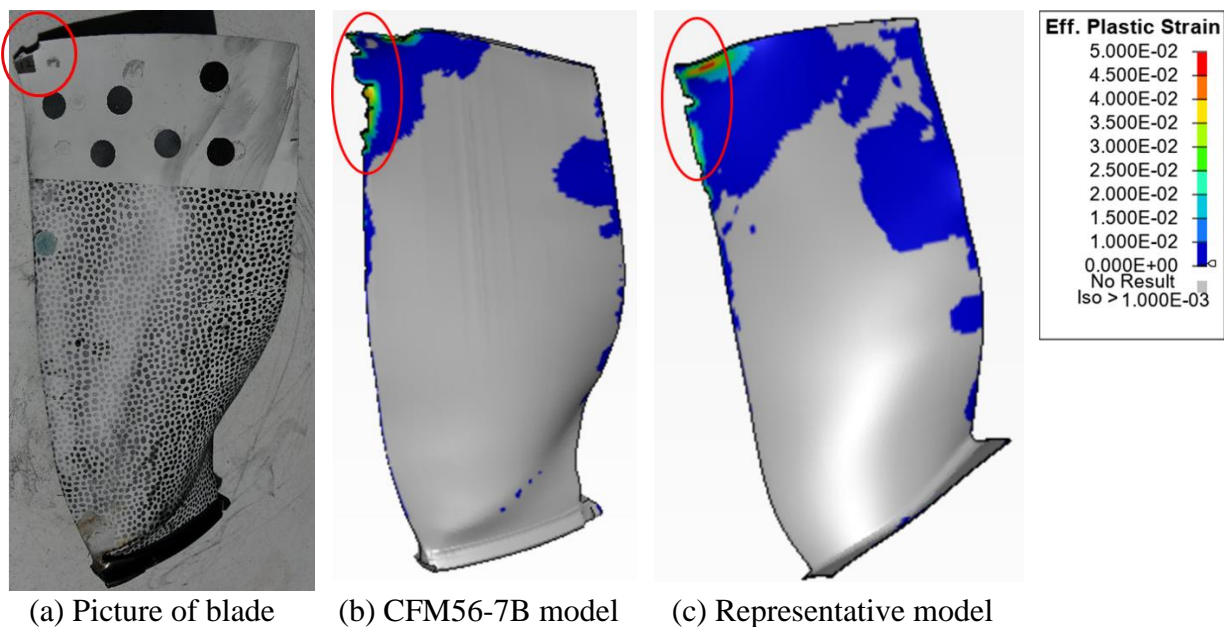 Eff. Plastic Strain
5.000E-02
4.500E-02
4.000E-02
3.500E-02
3.000E-02
2.500E-02
2.000E-02
1.500E-02
1.000E-02
0.000E+00
No Result
Iso > 1.000E-03
(a) Picture of blade (b) CFM56-7B model (c) Representative model